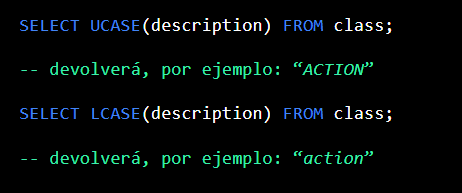 SELECT UCASE(description) FROM class;
-- devolverá, por ejemplo: “ACTION”
SELECT LCASE(description) FROM class;
-- devolverá, por ejemplo: “action”